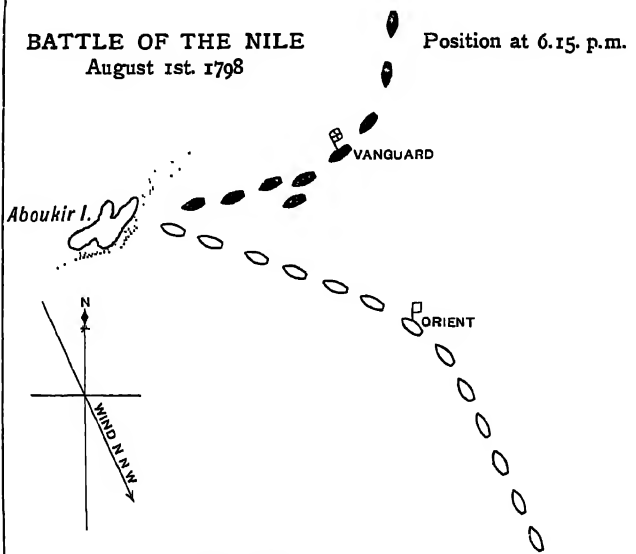 BATTLE OF THE NILE
August 1st. 1798
Position at 6.15. p.m.
VANGUARD
Aboukir I.
ORIENT
N
WIND N N W